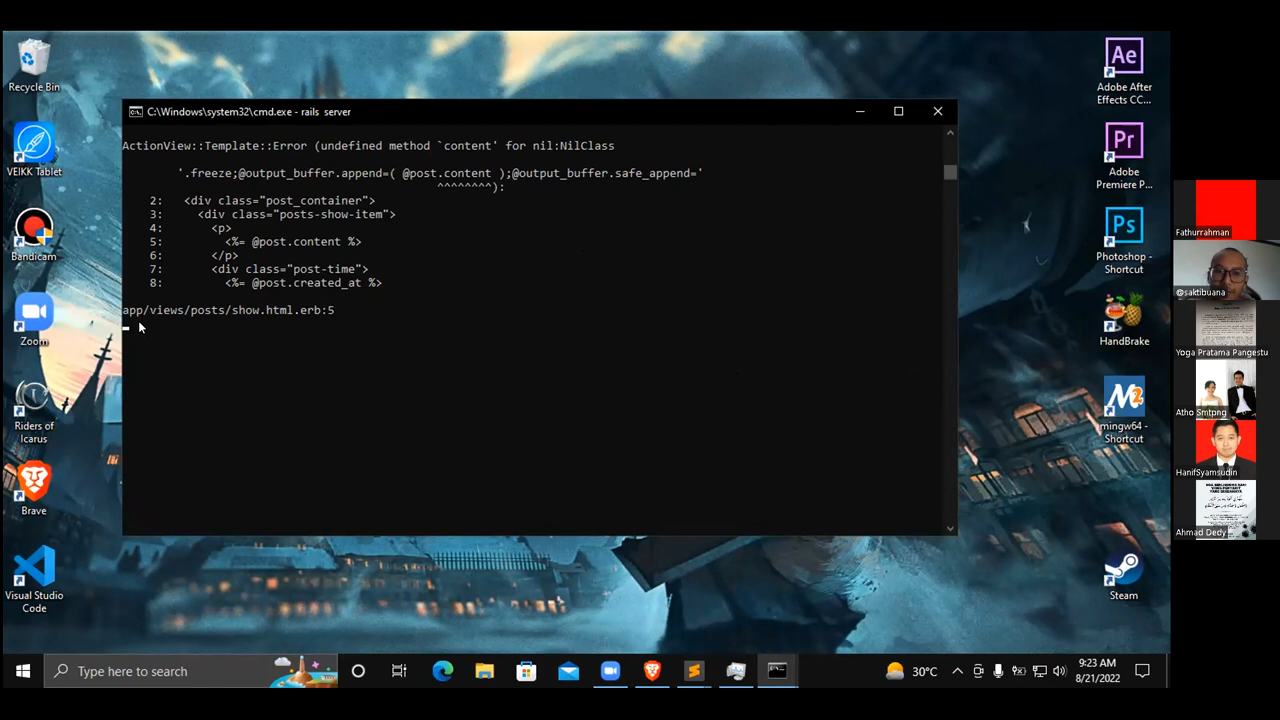 Recycle Bin
VEIKK Tablet
Bandicam
Zoom
Riders of
Icarus
Brave
Visual Studio
Code
C:\Windows\system32\cmd.exe - rails server
ActionView::Template::Error (undefined method `content' for nil:NilClass
'.freeze;@output_buffer.append=( @post.content );@output_buffer.safe_append='
^^^^^^^^):
2: <div class="post_container">
3: <div class="posts-show-item">
4: <p>
5: <%= @post.content %>
6: </p>
7: <div class="post-time">
8: <%= @post.created_at %>
app/views/posts/show.html.erb:5
Ae
Adobe After
Effects CC...
Pr
Adobe
Premiere P...
Ps
Photoshop -
Shortcut
HandBrake
mingw64 -
Shortcut
Steam
Fathurrahman
@saktibuana
Yoga Pratama Pangestu
Atho Smtpng
HanifSyamsudin
Ahmad Dedy
Type here to search
30°C
9:23 AM
8/21/2022